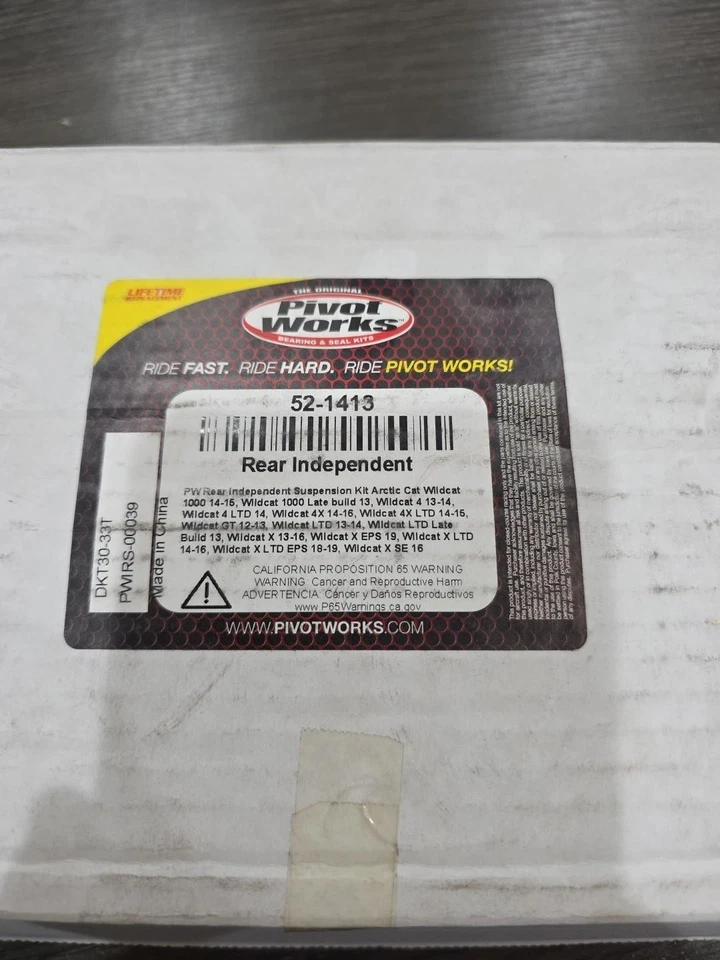 LIFETIME
REPLACEMENT
THE ORIGINAL
Pivot
Works™
BEARING & SEAL KITS
RIDE FAST. RIDE HARD. RIDE PIVOT WORKS!
52-1413
Rear Independent
PW Rear Independent Suspension Kit Arctic Cat Wildcat
1000 14-15, Wildcat 1000 Late build 13, Wildcat 4 13-14,
Wildcat 4 LTD 14, Wildcat 4X 14-16, Wildcat 4X LTD 14-15,
Wildcat GT 12-13, Wildcat LTD 13-14, Wildcat LTD Late
Build 13, Wildcat X 13-16, Wildcat X EPS 19, Wildcat X LTD
14-16, Wildcat X LTD EPS 18-19, Wildcat X SE 16
CALIFORNIA PROPOSITION 65 WARNING
WARNING: Cancer and Reproductive Harm
ADVERTENCIA: Cáncer y Daños Reproductivos
www.P65Warnings.ca.gov
DKT30-33T
PWIRS-00039
Made in China
WWW.PIVOTWORKS.COM